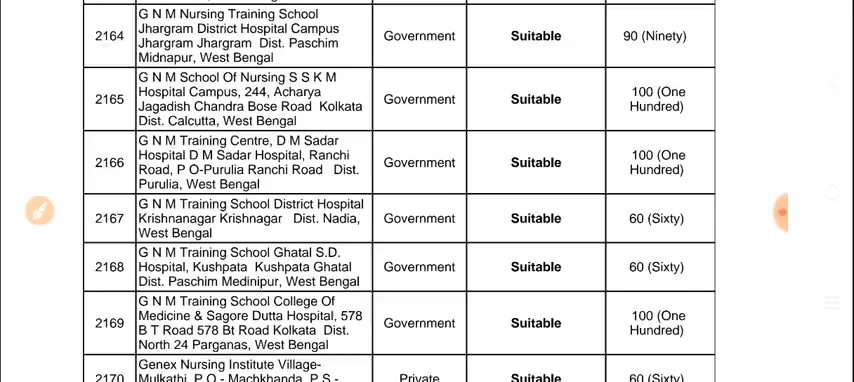 G N M Nursing Training School
Jhargram District Hospital Campus
2164 Jhargram Jhargram  Dist. Paschim Government Suitable 90 (Ninety)
Midnapur, West Bengal
G N M School Of Nursing S S K M
Hospital Campus, 244, Acharya
2165 Jagadish Chandra Bose Road  Kolkata Government Suitable 100 (One Hundred)
Dist. Calcutta, West Bengal
G N M Training Centre, D M Sadar
Hospital D M Sadar Hospital, Ranchi
2166 Road, P O-Purulia Ranchi Road   Dist. Government Suitable 100 (One Hundred)
Purulia, West Bengal
G N M Training School District Hospital
2167 Krishnanagar Krishnagar   Dist. Nadia, Government Suitable 60 (Sixty)
West Bengal
G N M Training School Ghatal S.D.
2168 Hospital, Kushpata  Kushpata Ghatal Government Suitable 60 (Sixty)
Dist. Paschim Medinipur, West Bengal
G N M Training School College Of
Medicine & Sagore Dutta Hospital, 578
2169 B T Road 578 Bt Road Kolkata  Dist. Government Suitable 100 (One Hundred)
North 24 Parganas, West Bengal
Genex Nursing Institute Village-
2170 Mulkathi, P.O.- Machkhanda, P.S.- Private Suitable 60 (Sixty)